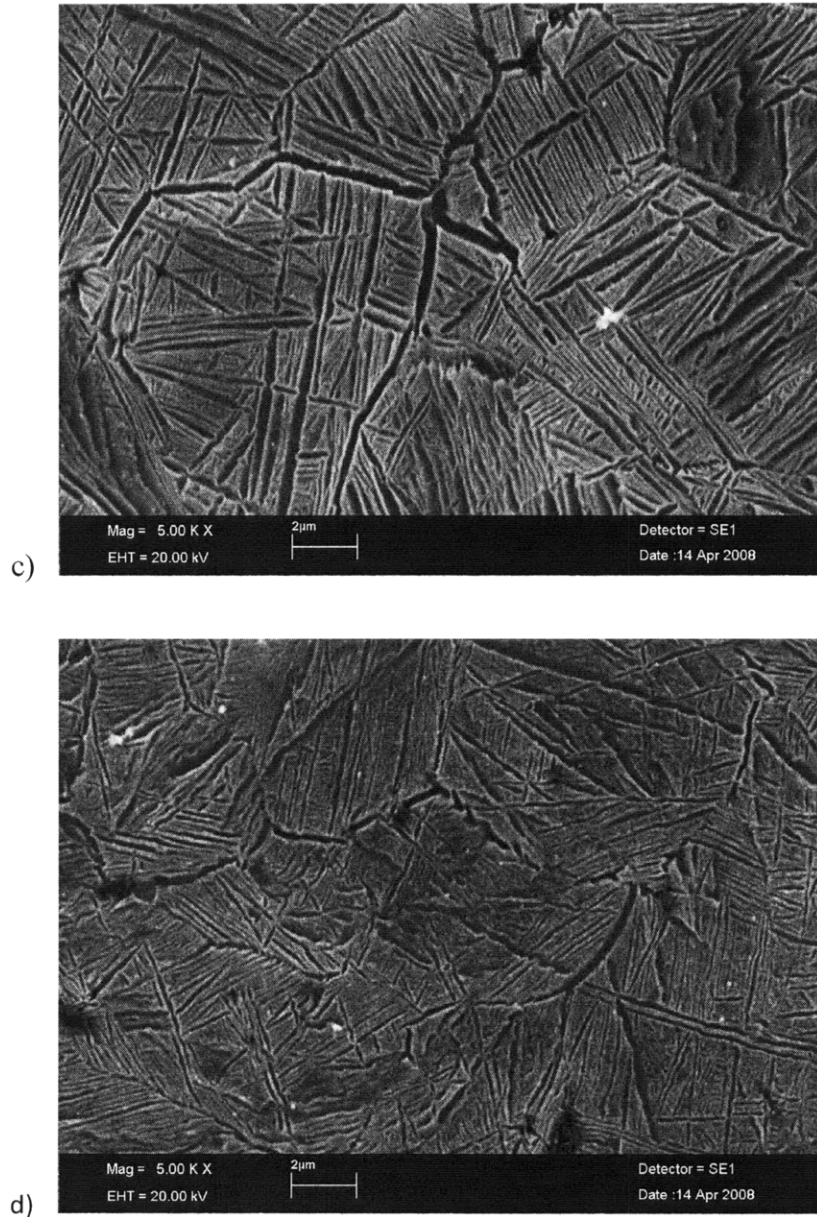 Mag = 5.00 K X 2µm Detector = SE1
EHT = 20.00 kV Date :14 Apr 2008
c)
Mag = 5.00 K X 2µm Detector = SE1
EHT = 20.00 kV Date :14 Apr 2008
d)